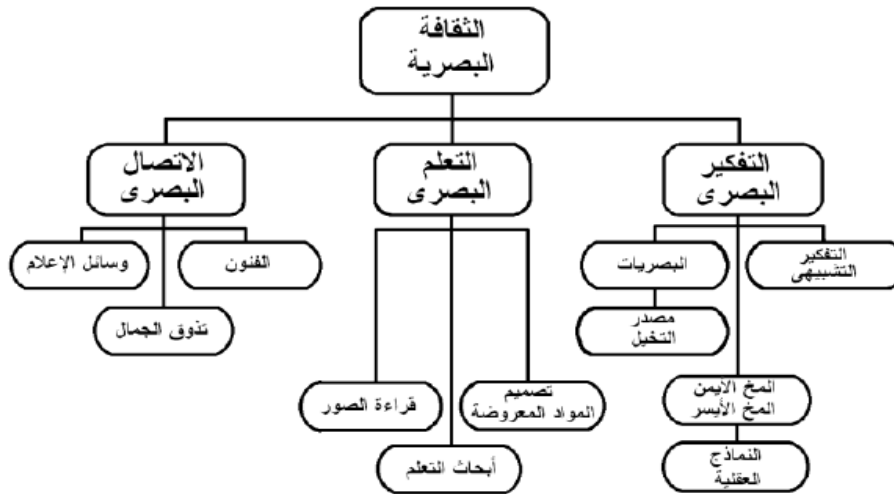 الثقافة
البصرية
التفكير
البصرى
التعلم
البصرى
الاتصال
البصرى
التفكير
التشبيهى
البصريات
مصدر
التخيل
المخ الأيمن
المخ الأيسر
النماذج
العقلية
تصميم
المواد المعروضة
قراءة الصور
أبحاث التعلم
الفنون
وسائل الإعلام
تذوق الجمال